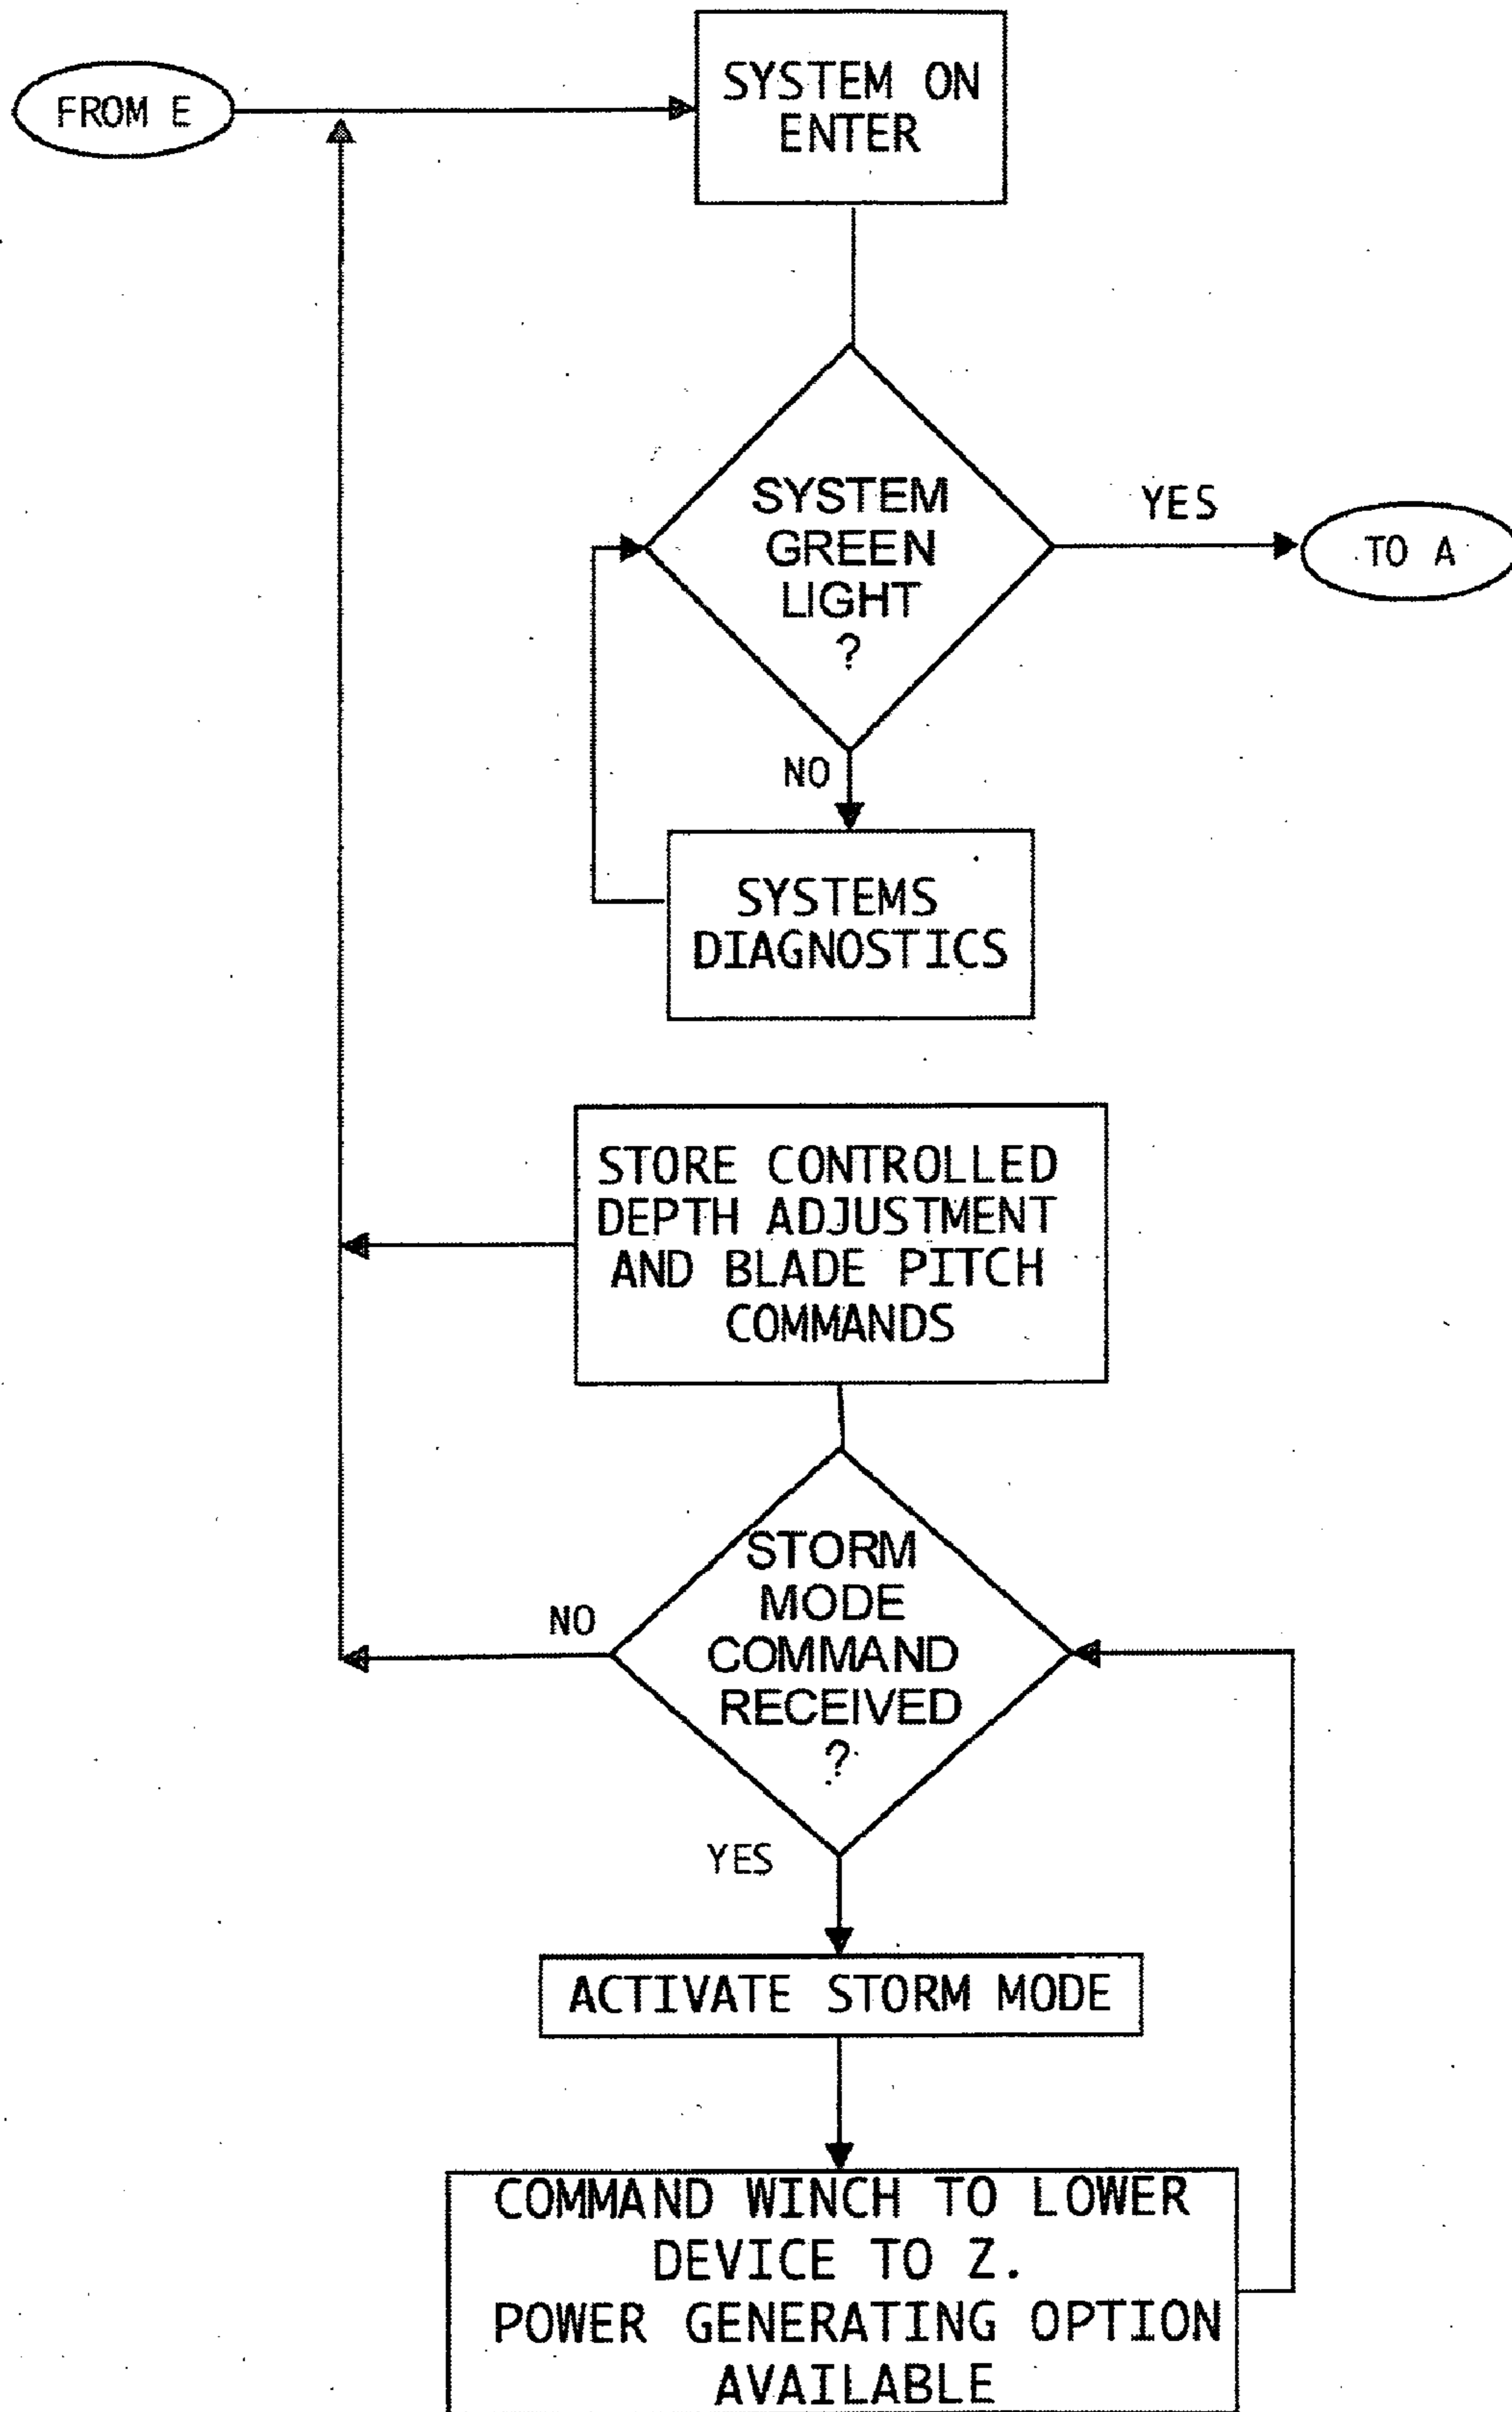 SYSTEM ON
ENTER
FROM E
SYSTEM
GREEN
LIGHT
?
YES
TO A
NO
SYSTEMS
DIAGNOSTICS
STORE CONTROLLED
DEPTH ADJUSTMENT
AND BLADE PITCH
COMMANDS
STORM
MODE
COMMAND
RECEIVED
?
NO
YES
ACTIVATE STORM MODE
COMMAND WINCH TO LOWER
DEVICE TO Z.
POWER GENERATING OPTION
AVAILABLE